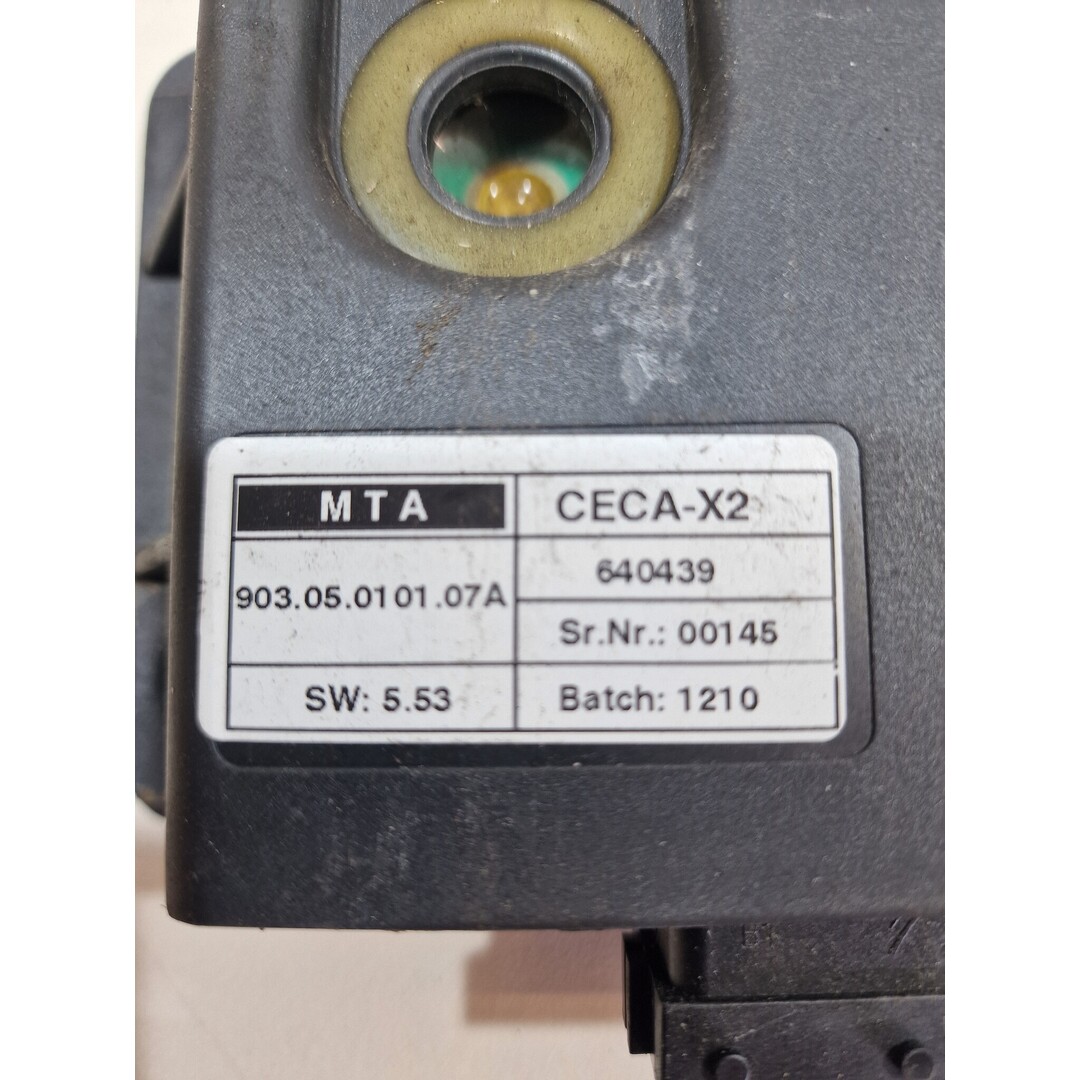 MTA
CECA-X2
903.05.0101.07A
640439
Sr.Nr.: 00145
SW: 5.53
Batch: 1210